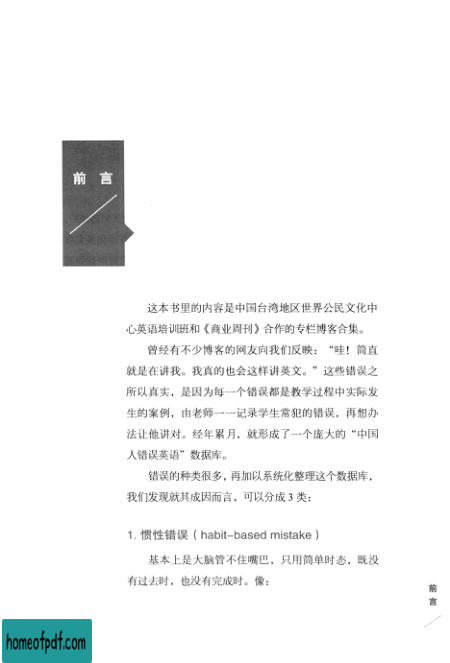 前 言
这本书里的内容是中国台湾地区世界公民文化中
心英语培训班和《商业周刊》合作的专栏博客合集。
曾经有不少博客的网友向我们反映：“哇！简直
就是在讲我。我真的也会这样讲英文。”这些错误之
所以真实，是因为每一个错误都是教学过程中实际发
生的案例，由老师一一记录学生常犯的错误，再想办
法让他讲对。经年累月，就形成了一个庞大的“中国
人错误英语”数据库。
错误的种类很多，再加以系统化整理这个数据库，
我们发现就其成因而言，可以分成 3 类：
1. 惯性错误（habit-based mistake）
基本上是大脑管不住嘴巴，只用简单时态，既没
有过去时，也没有完成时。像：
前
言
homeofpdf.com